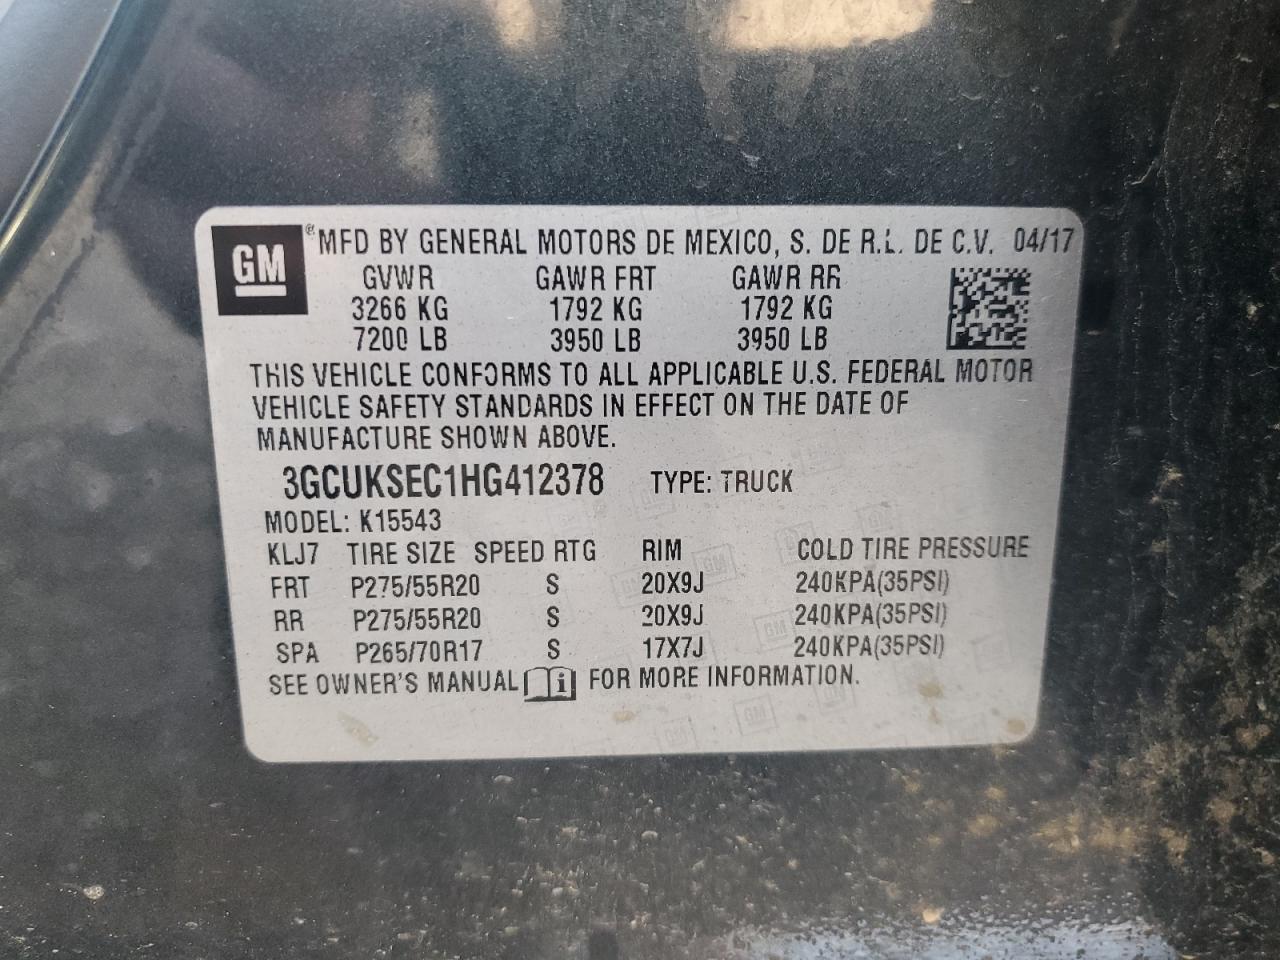 GM ® MFD BY GENERAL MOTORS DE MEXICO, S. DE R.L. DE C.V. 04/17
GVWR GAWR FRT GAWR RR
3266 KG 1792 KG 1792 KG
7200 LB 3950 LB 3950 LB
THIS VEHICLE CONFORMS TO ALL APPLICABLE U.S. FEDERAL MOTOR
VEHICLE SAFETY STANDARDS IN EFFECT ON THE DATE OF
MANUFACTURE SHOWN ABOVE.
3GCUKSEC1HG412378 TYPE: TRUCK
MODEL: K15543
KLJ7 TIRE SIZE SPEED RTG RIM COLD TIRE PRESSURE
FRT P275/55R20 S 20X9J 240KPA(35PSI)
RR P275/55R20 S 20X9J 240KPA(35PSI)
SPA P265/70R17 S 17X7J 240KPA(35PSI)
SEE OWNER'S MANUAL i FOR MORE INFORMATION.